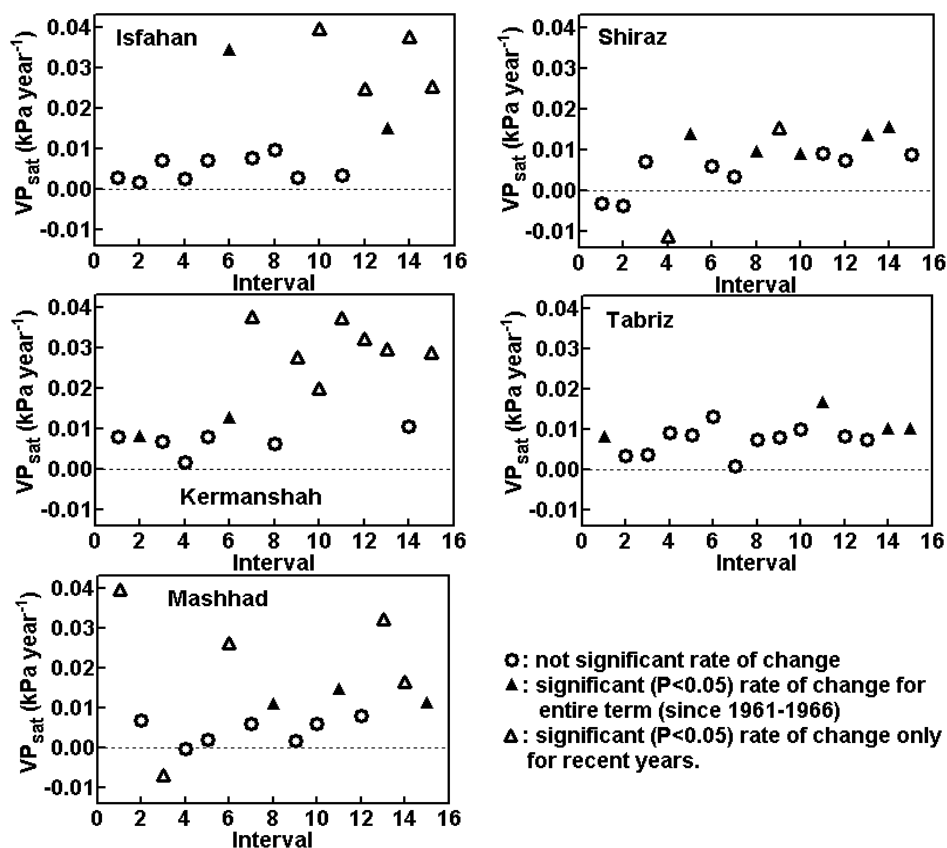 Isfahan
VP_sat (kPa year⁻¹)
0.04
0.03
0.02
0.01
0.00
-0.01
0 2 4 6 8 10 12 14 16
Interval
Shiraz
VP_sat (kPa year⁻¹)
0.04
0.03
0.02
0.01
0.00
-0.01
0 2 4 6 8 10 12 14 16
Interval
Kermanshah
VP_sat (kPa year⁻¹)
0.04
0.03
0.02
0.01
0.00
-0.01
0 2 4 6 8 10 12 14 16
Interval
Tabriz
VP_sat (kPa year⁻¹)
0.04
0.03
0.02
0.01
0.00
-0.01
0 2 4 6 8 10 12 14 16
Interval
Mashhad
VP_sat (kPa year⁻¹)
0.04
0.03
0.02
0.01
0.00
-0.01
0 2 4 6 8 10 12 14 16
Interval
: not significant rate of change
: significant (P<0.05) rate of change for
entire term (since 1961-1966)
: significant (P<0.05) rate of change only
for recent years.